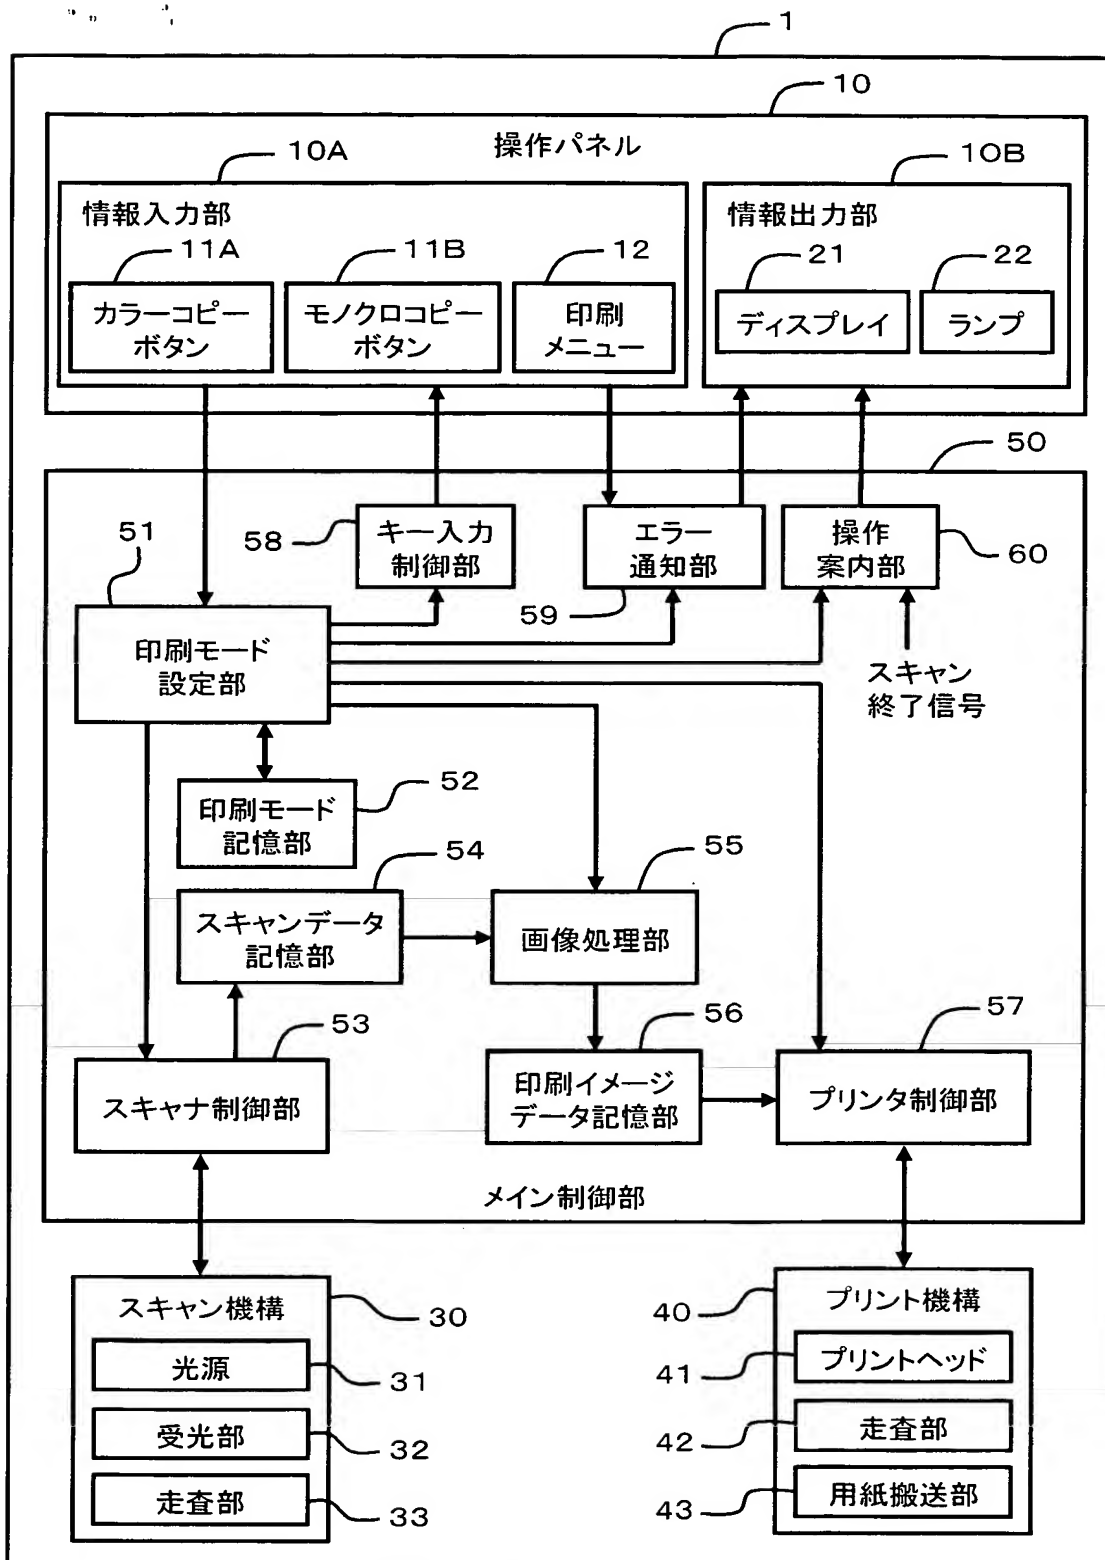 1
10
操作パネル
10A
10B
情報入力部
情報出力部
11A
11B
12
21
22
カラーコピー
ボタン
モノクロコピー
ボタン
印刷
メニュー
ディスプレイ
ランプ
50
51
58
キー入力
制御部
エラー
通知部
59
操作
案内部
60
印刷モード
設定部
スキャン
終了信号
52
印刷モード
記憶部
54
55
スキャンデータ
記憶部
画像処理部
53
56
57
スキャナ制御部
印刷イメージ
データ記憶部
プリンタ制御部
メイン制御部
スキャン機構
30
光源
31
受光部
32
走査部
33
40
プリント機構
41
プリントヘッド
42
走査部
43
用紙搬送部